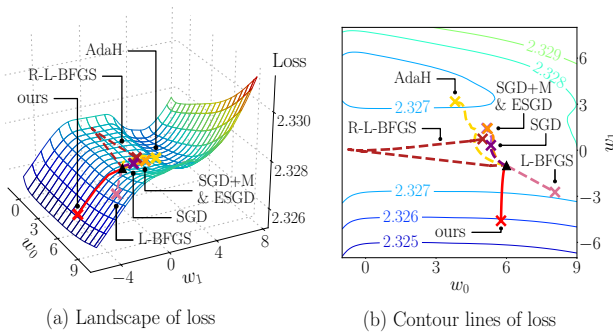 AdaH
R-L-BFGS
ours
Loss
2.330
2.328
2.326
SGD+M
& ESGD
SGD
L-BFGS
0
3
6
9
w₀
−4
0
4
8
w₁
(a) Landscape of loss
2.329
2.328
2.327
AdaH
SGD+M
& ESGD
R-L-BFGS
SGD
L-BFGS
2.327
2.326
2.325
ours
6
3
0
−3
−6
w₁
0
3
6
9
w₀
(b) Contour lines of loss